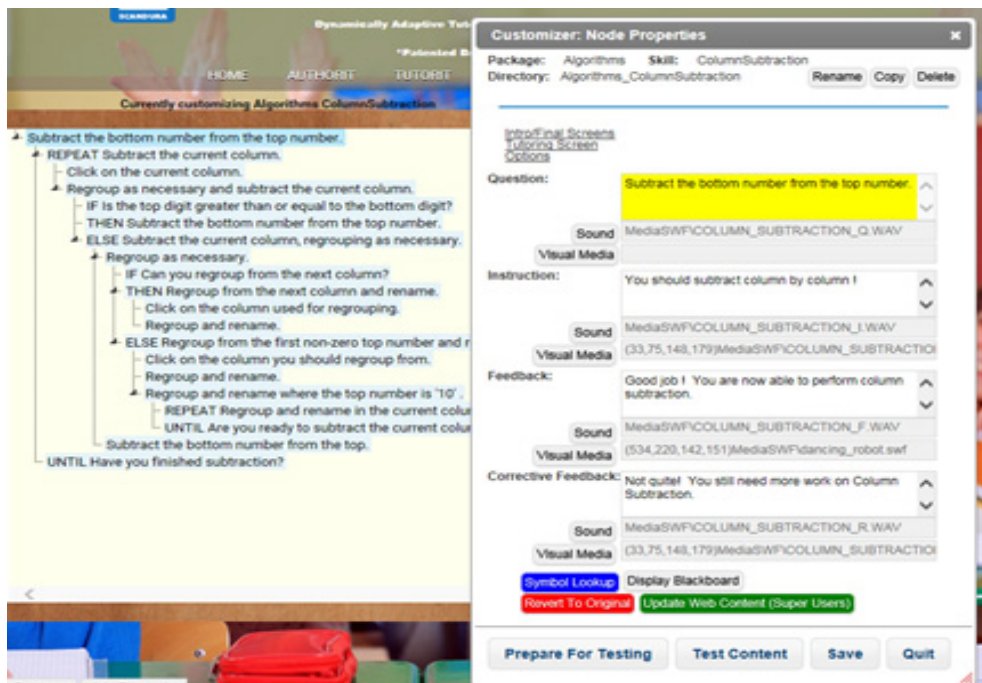 SCANDURA
Dynamically Adaptive Tut
*Patented D
HOME AUTHORIT TUTORIT
Currently customizing Algorithms ColumnSubtraction
Subtract the bottom number from the top number.
REPEAT Subtract the current column.
Click on the current column.
Regroup as necessary and subtract the current column.
IF Is the top digit greater than or equal to the bottom digit?
THEN Subtract the bottom number from the top number.
ELSE Subtract the current column, regrouping as necessary.
Regroup as necessary.
IF Can you regroup from the next column?
THEN Regroup from the next column and rename.
Click on the column used for regrouping.
Regroup and rename.
ELSE Regroup from the first non-zero top number and r
Click on the column you should regroup from.
Regroup and rename.
Regroup and rename where the top number is '10' .
REPEAT Regroup and rename in the current colu
UNTIL Are you ready to subtract the current colu
Subtract the bottom number from the top.
UNTIL Have you finished subtraction?
Customizer: Node Properties ×
Package: Algorithms Skill: ColumnSubtraction
Directory: Algorithms_ColumnSubtraction Rename Copy Delete
Intro/Final Screens
Tutoring Screen
Options
Question: Subtract the bottom number from the top number.
Sound MediaSWF\COLUMN_SUBTRACTION_Q.WAV
Visual Media
Instruction: You should subtract column by column !
Sound MediaSWF\COLUMN_SUBTRACTION_I.WAV
Visual Media (33,75,148,179)MediaSWF\COLUMN_SUBTRACTIO
Feedback: Good job ! You are now able to perform column
subtraction.
Sound MediaSWF\COLUMN_SUBTRACTION_F.WAV
Visual Media (534,220,142,151)MediaSWF\dancing_robot.swf
Corrective Feedback: Not quite! You still need more work on Column
Subtraction.
Sound MediaSWF\COLUMN_SUBTRACTION_R.WAV
Visual Media (33,75,148,179)MediaSWF\COLUMN_SUBTRACTIO
Symbol Lookup Display Blackboard
Revert To Original Update Web Content (Super Users)
Prepare For Testing Test Content Save Quit